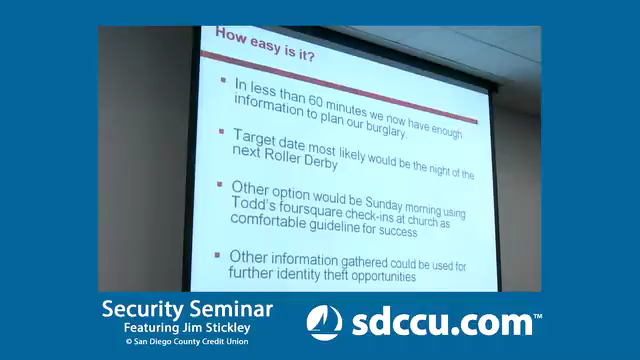 How easy is it?
In less than 60 minutes we now have enough
information to plan our burglary.
Target date most likely would be the night of the
next Roller Derby
Other option would be Sunday morning using
Todd's foursquare check-ins at church as
comfortable guideline for success
Other information gathered could be used for
further identity theft opportunities
Security Seminar
Featuring Jim Stickley
© San Diego County Credit Union
sdccu.com™